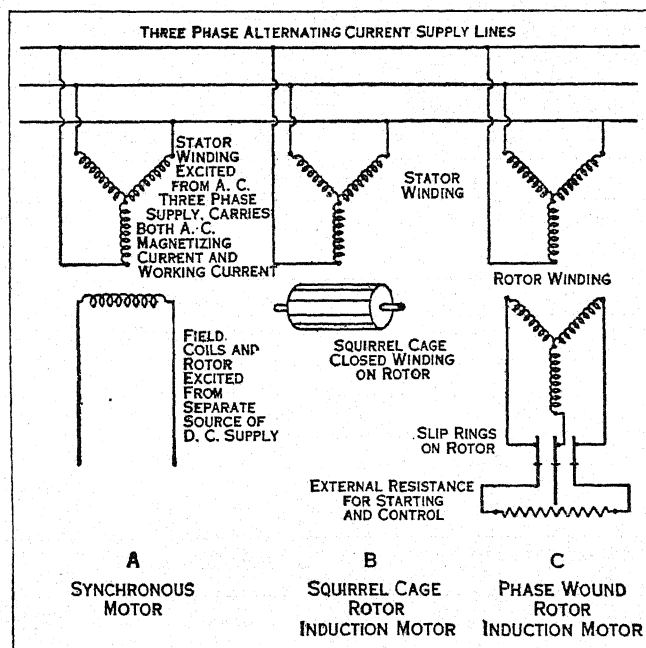 THREE PHASE ALTERNATING CURRENT SUPPLY LINES
STATOR
WINDING
EXCITED
FROM A. C.
THREE PHASE
SUPPLY, CARRIES
BOTH A. C.
MAGNETIZING
CURRENT AND
WORKING CURRENT
STATOR
WINDING
ROTOR WINDING
FIELD
COILS AND
ROTOR
EXCITED
FROM
SEPARATE
SOURCE OF
D. C. SUPPLY
SQUIRREL CAGE
CLOSED WINDING
ON ROTOR
SLIP RINGS
ON ROTOR
EXTERNAL RESISTANCE
FOR STARTING
AND CONTROL
A
SYNCHRONOUS
MOTOR
B
SQUIRREL CAGE
ROTOR
INDUCTION MOTOR
C
PHASE WOUND
ROTOR
INDUCTION MOTOR